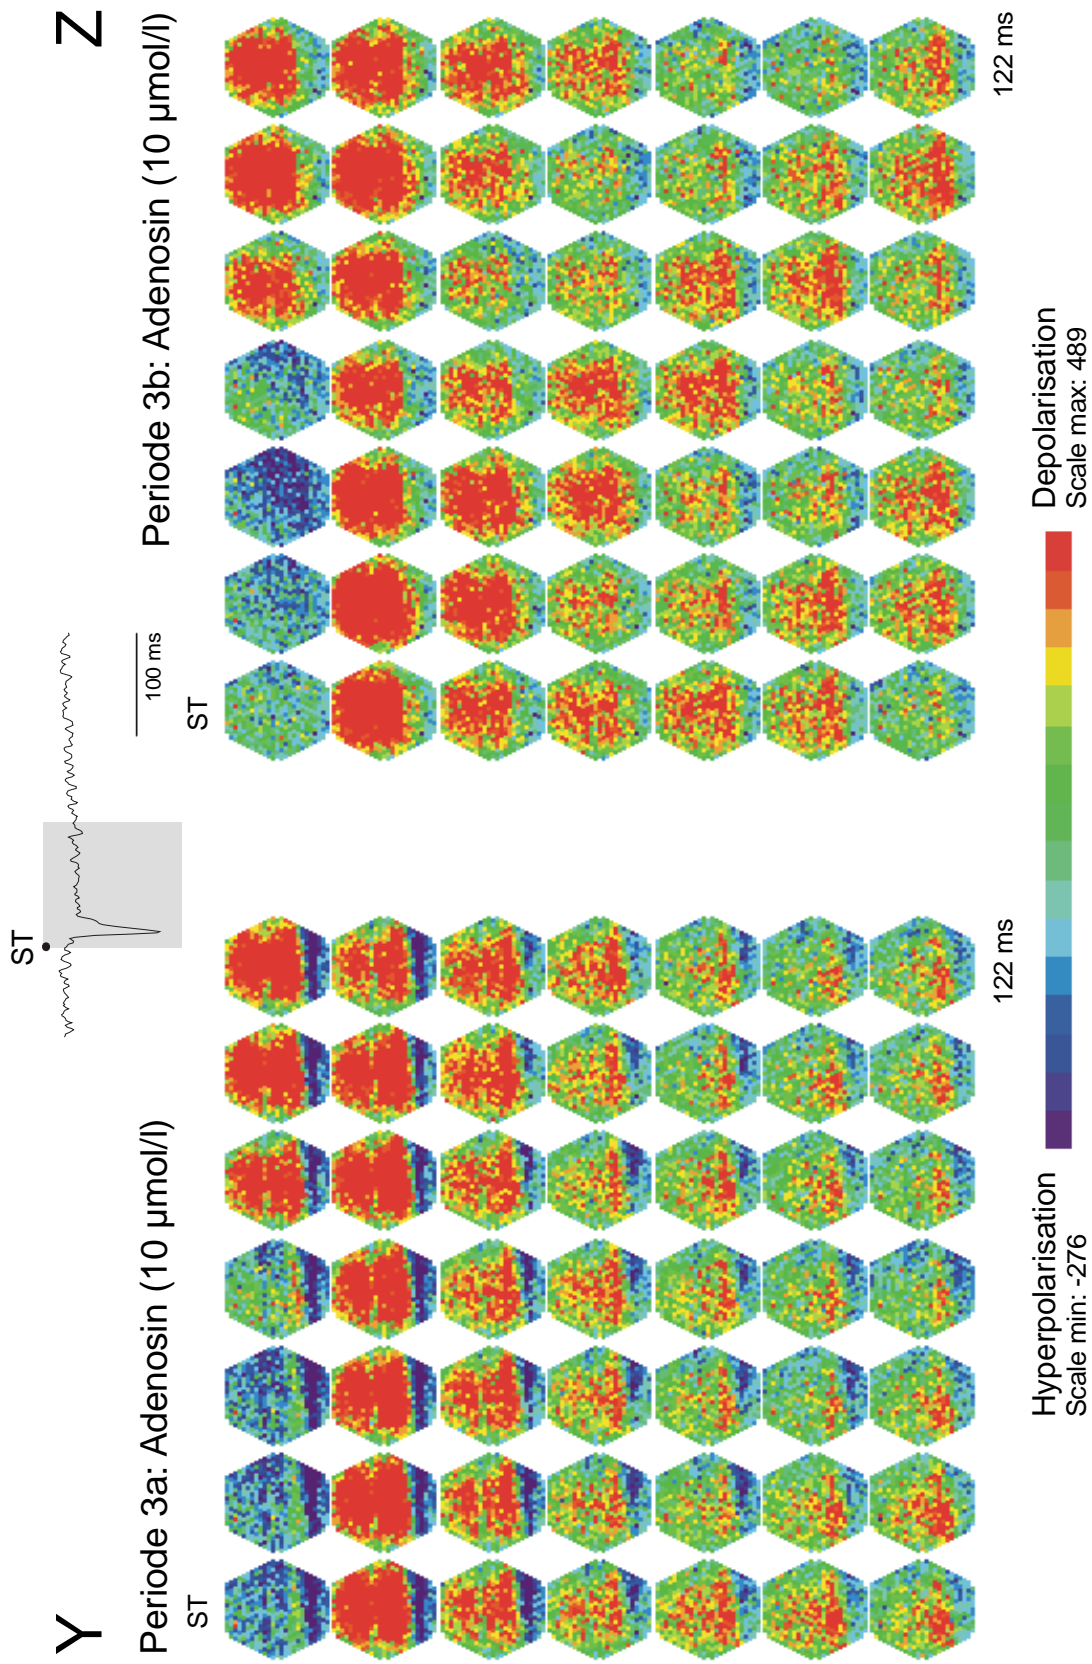 Y
Z
ST
100 ms
Periode 3a: Adenosin (10 µmol/l)
Periode 3b: Adenosin (10 µmol/l)
ST
ST
122 ms
122 ms
Hyperpolarisation
Scale min: -276
Depolarisation
Scale max: 489